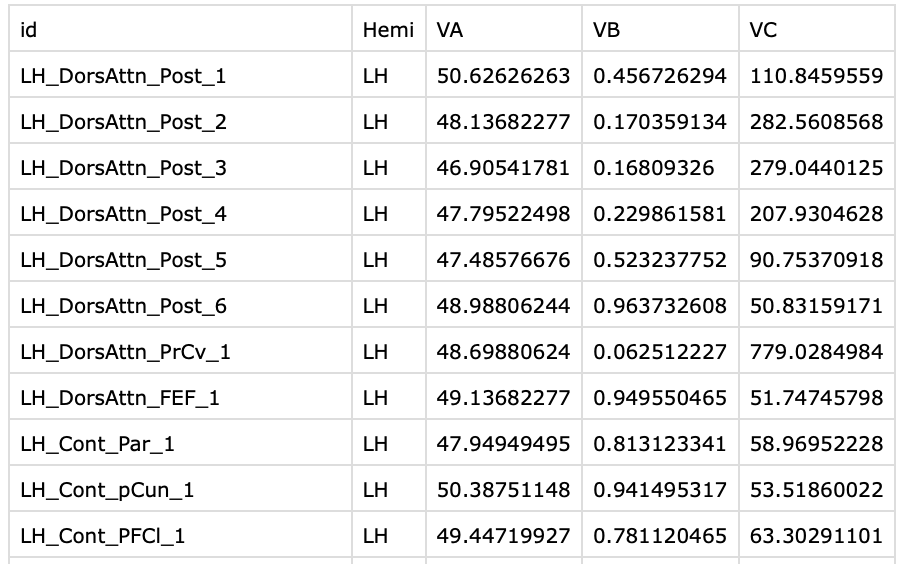 id Hemi VA VB VC
LH_DorsAttn_Post_1 LH 50.62626263 0.456726294 110.8459559
LH_DorsAttn_Post_2 LH 48.13682277 0.170359134 282.5608568
LH_DorsAttn_Post_3 LH 46.90541781 0.16809326 279.0440125
LH_DorsAttn_Post_4 LH 47.79522498 0.229861581 207.9304628
LH_DorsAttn_Post_5 LH 47.48576676 0.523237752 90.75370918
LH_DorsAttn_Post_6 LH 48.98806244 0.963732608 50.83159171
LH_DorsAttn_PrCv_1 LH 48.69880624 0.062512227 779.0284984
LH_DorsAttn_FEF_1 LH 49.13682277 0.949550465 51.74745798
LH_Cont_Par_1 LH 47.94949495 0.813123341 58.96952228
LH_Cont_pCun_1 LH 50.38751148 0.941495317 53.51860022
LH_Cont_PFCl_1 LH 49.44719927 0.781120465 63.30291101